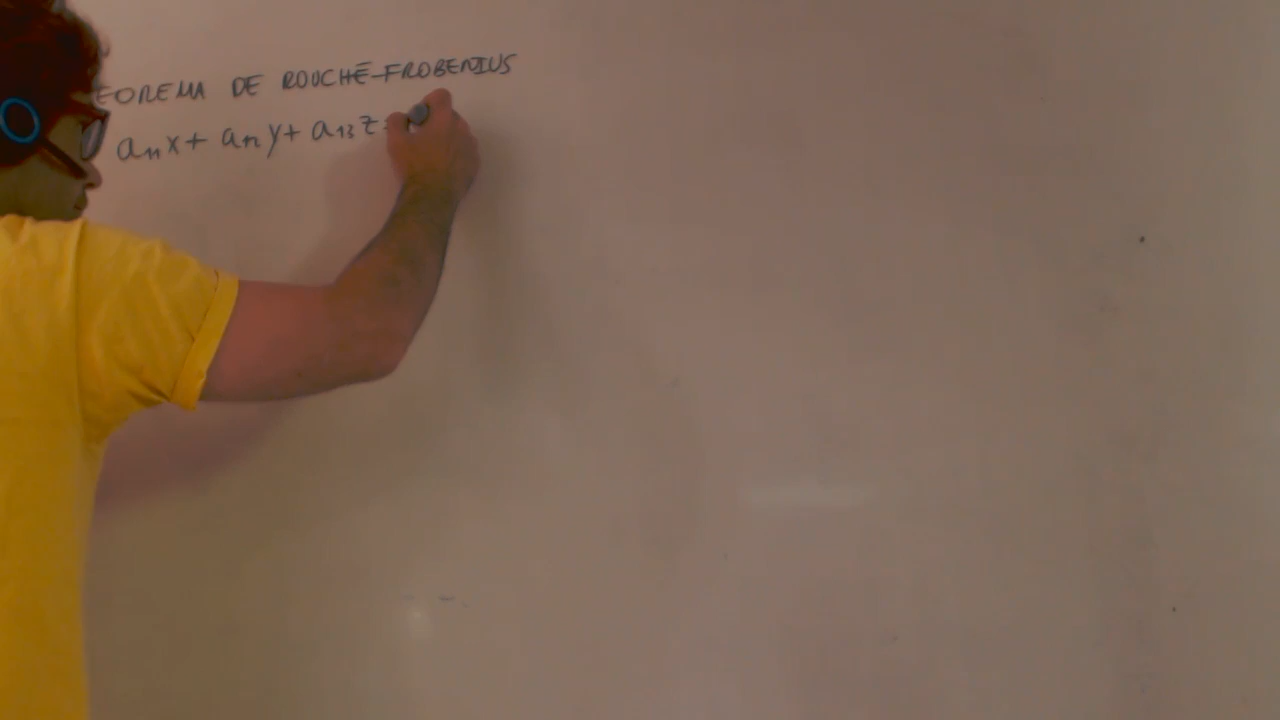 EOREMA DE ROUCHÉ-FROBENIUS
a₁₁x + a₁₂y + a₁₃z =